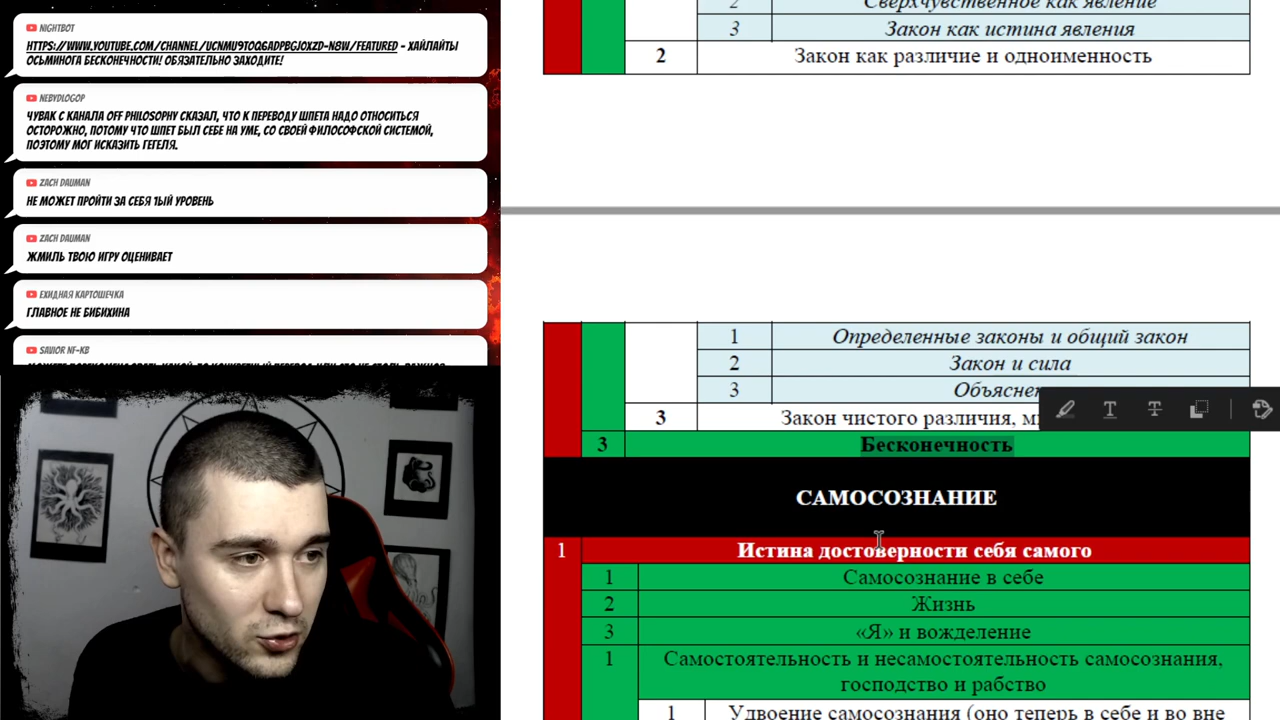 NIGHTBOT
HTTPS://WWW.YOUTUBE.COM/CHANNEL/UCNMU9TOQ6ADPBGJOXZD-N8W/FEATURED - ХАЙЛАЙТЫ
ОСЬМИНОГА БЕСКОНЕЧНОСТИ! ОБЯЗАТЕЛЬНО ЗАХОДИТЕ!
NEBYDLOGOP
ЧУВАК С КАНАЛА OFF PHILOSOPHY СКАЗАЛ, ЧТО К ПЕРЕВОДУ ШПЕТА НАДО ОТНОСИТЬСЯ
ОСТОРОЖНО, ПОТОМУ ЧТО ШПЕТ БЫЛ СЕБЕ НА УМЕ, СО СВОЕЙ ФИЛОСОФСКОЙ СИСТЕМОЙ,
ПОЭТОМУ МОГ ИСКАЗИТЬ ГЕГЕЛЯ.
ZACH DAUMAN
НЕ МОЖЕТ ПРОЙТИ ЗА СЕБЯ 1ЫЙ УРОВЕНЬ
ZACH DAUMAN
ЖМИЛЬ ТВОЮ ИГРУ ОЦЕНИВАЕТ
ЕХИДНАЯ КАРТОШЕЧКА
ГЛАВНОЕ НЕ БИБИХИНА
SAVIOR NF-KB
2 Сверхчувственное как явление
3 Закон как истина явления
2 Закон как различие и одноименность
1 Определенные законы и общий закон
2 Закон и сила
3 Объясне
3 Закон чистого различия,
3 Бесконечность
САМОСОЗНАНИЕ
1 Истина достоверности себя самого
1 Самосознание в себе
2 Жизнь
3 «Я» и вожделение
1 Самостоятельность и несамостоятельность самосознания,
господство и рабство
1 Удвоение самосознания (оно теперь в себе и во вне